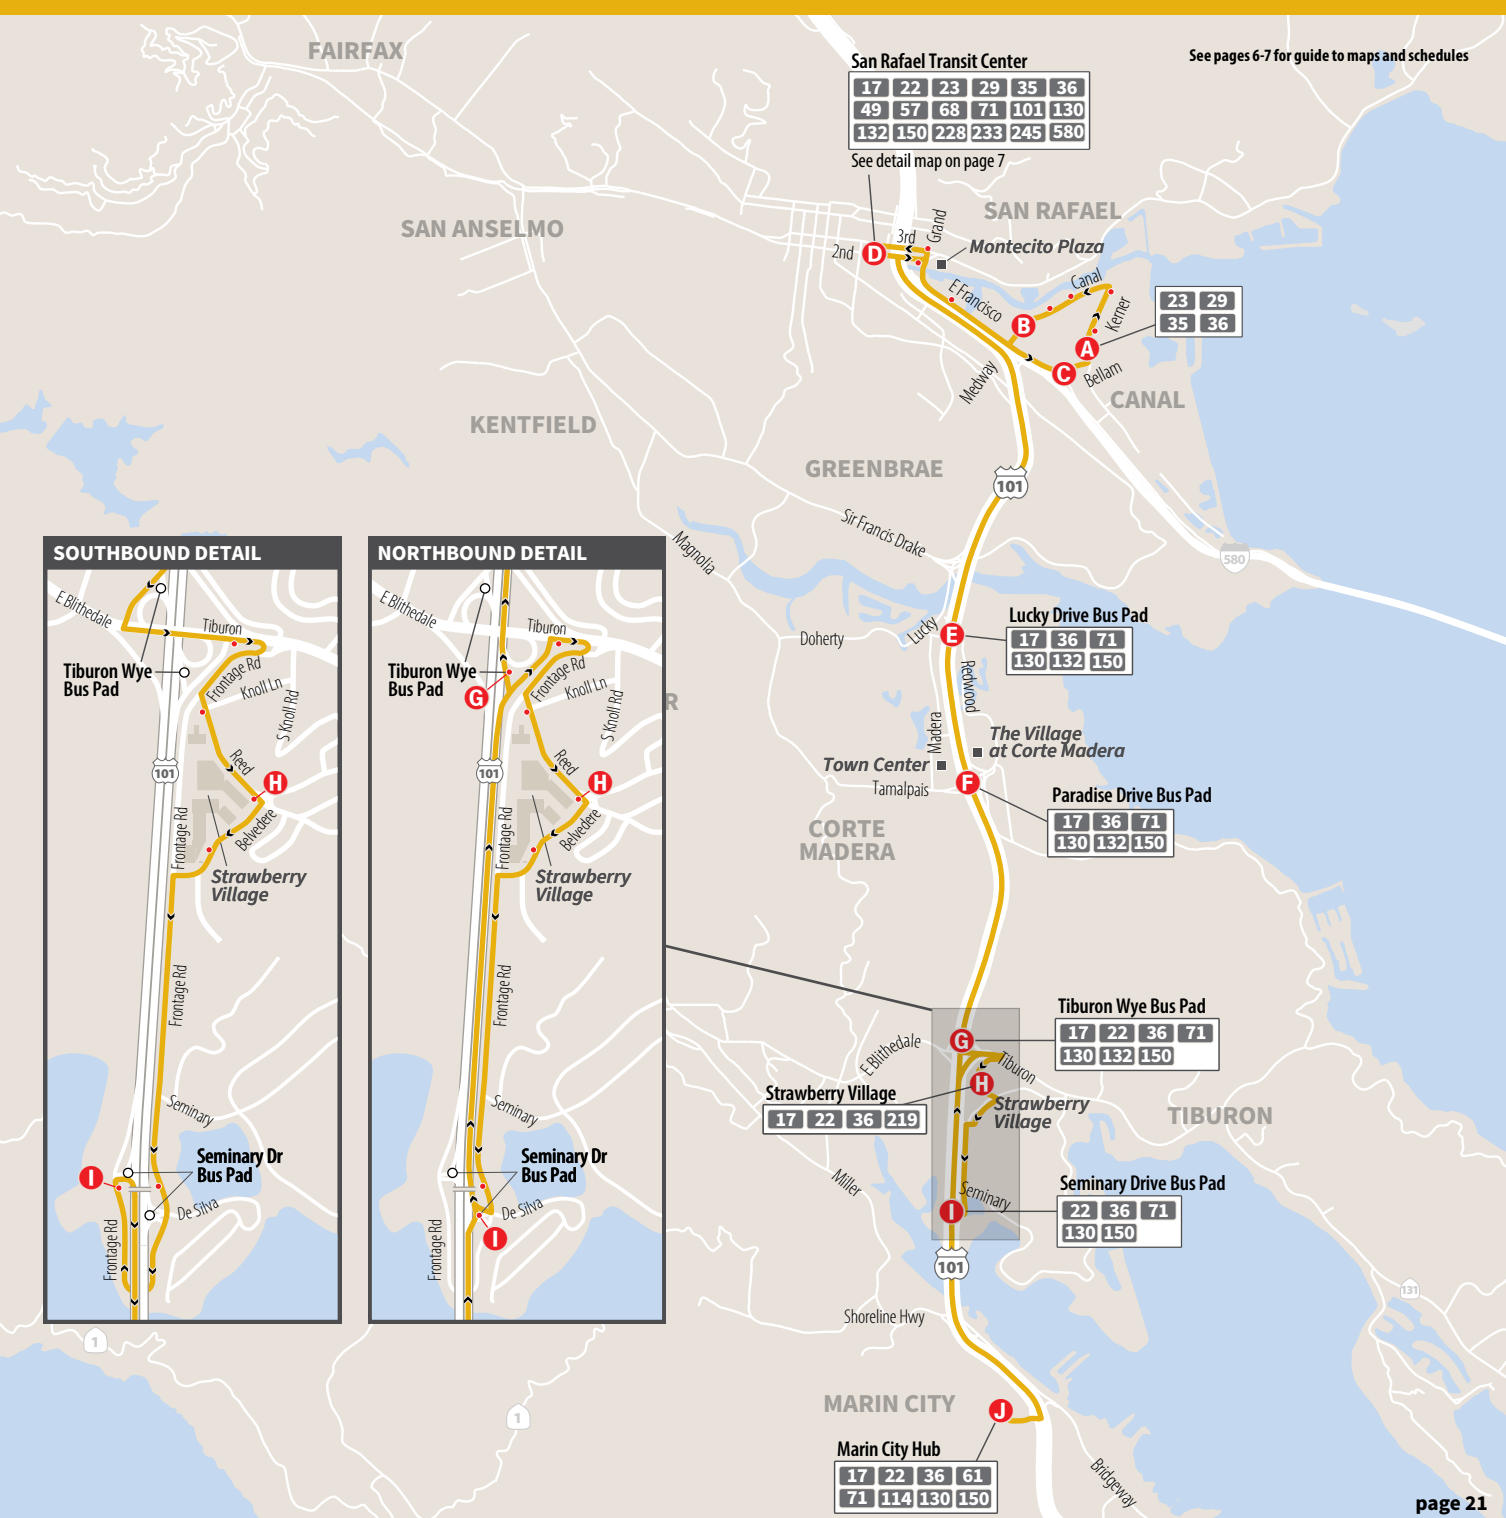 See pages 6-7 for guide to maps and schedules
FAIRFAX
San Rafael Transit Center
17 22 23 29 35 36
49 57 68 71 101 130
132 150 228 233 245 580
See detail map on page 7
SAN RAFAEL
SAN ANSELMO
2nd
D
3rd
Grand
Montecito Plaza
E Francisco
Canal
Kerner
B
A
C
Bellam
Medway
23 29
35 36
CANAL
KENTFIELD
GREENBRAE
101
Sir Francis Drake
Magnolia
580
Doherty
Lucky
E
Lucky Drive Bus Pad
17 36 71
130 132 150
Redwood
R
Madera
The Village
at Corte Madera
Town Center
Tamalpais
F
Paradise Drive Bus Pad
17 36 71
130 132 150
CORTE
MADERA
SOUTHBOUND DETAIL
E Blithedale
Tiburon
Tiburon Wye
Bus Pad
Frontage Rd
Knoll Ln
S Knoll Rd
101
Reed
H
Frontage Rd
Belvedere
Strawberry
Village
Frontage Rd
Seminary
Seminary Dr
Bus Pad
I
De Silva
Frontage Rd
NORTHBOUND DETAIL
E Blithedale
Tiburon
Tiburon Wye
Bus Pad
G
Frontage Rd
Knoll Ln
S Knoll Rd
101
Reed
H
Frontage Rd
Belvedere
Strawberry
Village
Frontage Rd
Seminary
Seminary Dr
Bus Pad
De Silva
I
Frontage Rd
Tiburon Wye Bus Pad
17 22 36 71
130 132 150
G
E Blithedale
Tiburon
Strawberry Village
17 22 36 219
H
Strawberry
Village
TIBURON
Miller
Seminary
I
Seminary Drive Bus Pad
22 36 71
130 150
101
131
Shoreline Hwy
1
1
MARIN CITY
J
Marin City Hub
17 22 36 61
71 114 130 150
Bridgeway
page 21